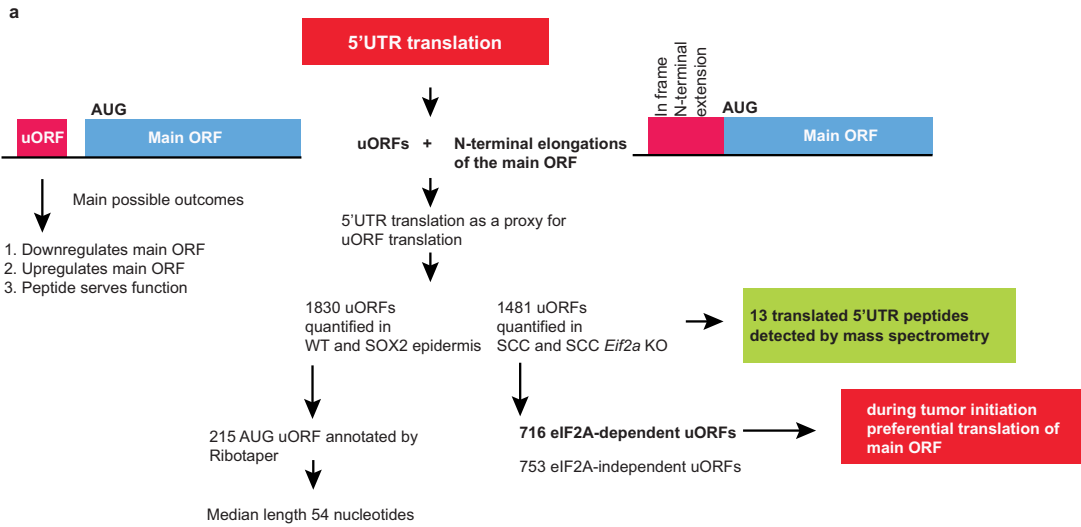 a
5’UTR translation
AUG
uORF
Main ORF
uORFs + N-terminal elongations
of the main ORF
In frame
N-terminal
extension
AUG
Main ORF
Main possible outcomes
1. Downregulates main ORF
2. Upregulates main ORF
3. Peptide serves function
5’UTR translation as a proxy for
uORF translation
1830 uORFs
quantified in
WT and SOX2 epidermis
1481 uORFs
quantified in
SCC and SCC Eif2a KO
13 translated 5’UTR peptides
detected by mass spectrometry
215 AUG uORF annotated by
Ribotaper
Median length 54 nucleotides
716 eIF2A-dependent uORFs
753 eIF2A-independent uORFs
during tumor initiation
preferential translation of
main ORF